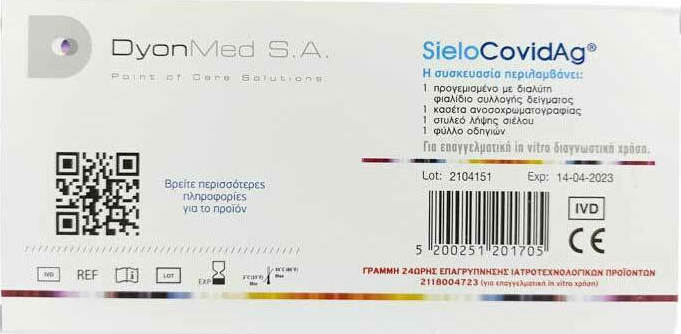 DyonMed S.A.
Point of Care Solutions
SieloCovidAg®
Η συσκευασία περιλαμβάνει:
1 προγεμισμένο με διαλύτη
φιαλίδιο συλλογής δείγματος
1 κασέτα ανοσοχρωματογραφίας
1 στυλεό λήψης σιέλου
1 φύλλο οδηγιών
Για επαγγελματική in vitro διαγνωστική χρήση.
Βρείτε περισσότερες
πληροφορίες
για το προϊόν
Lot: 2104151 Exp: 14-04-2023
IVD
CE
5 200251 201705
IVD REF LOT EXP
ΓΡΑΜΜΗ 24ΩΡΗΣ ΕΠΑΓΡΥΠΝΗΣΗΣ ΙΑΤΡΟΤΕΧΝΟΛΟΓΙΚΩΝ ΠΡΟΪΟΝΤΩΝ
2118004723 (για επαγγελματική in vitro χρήση)